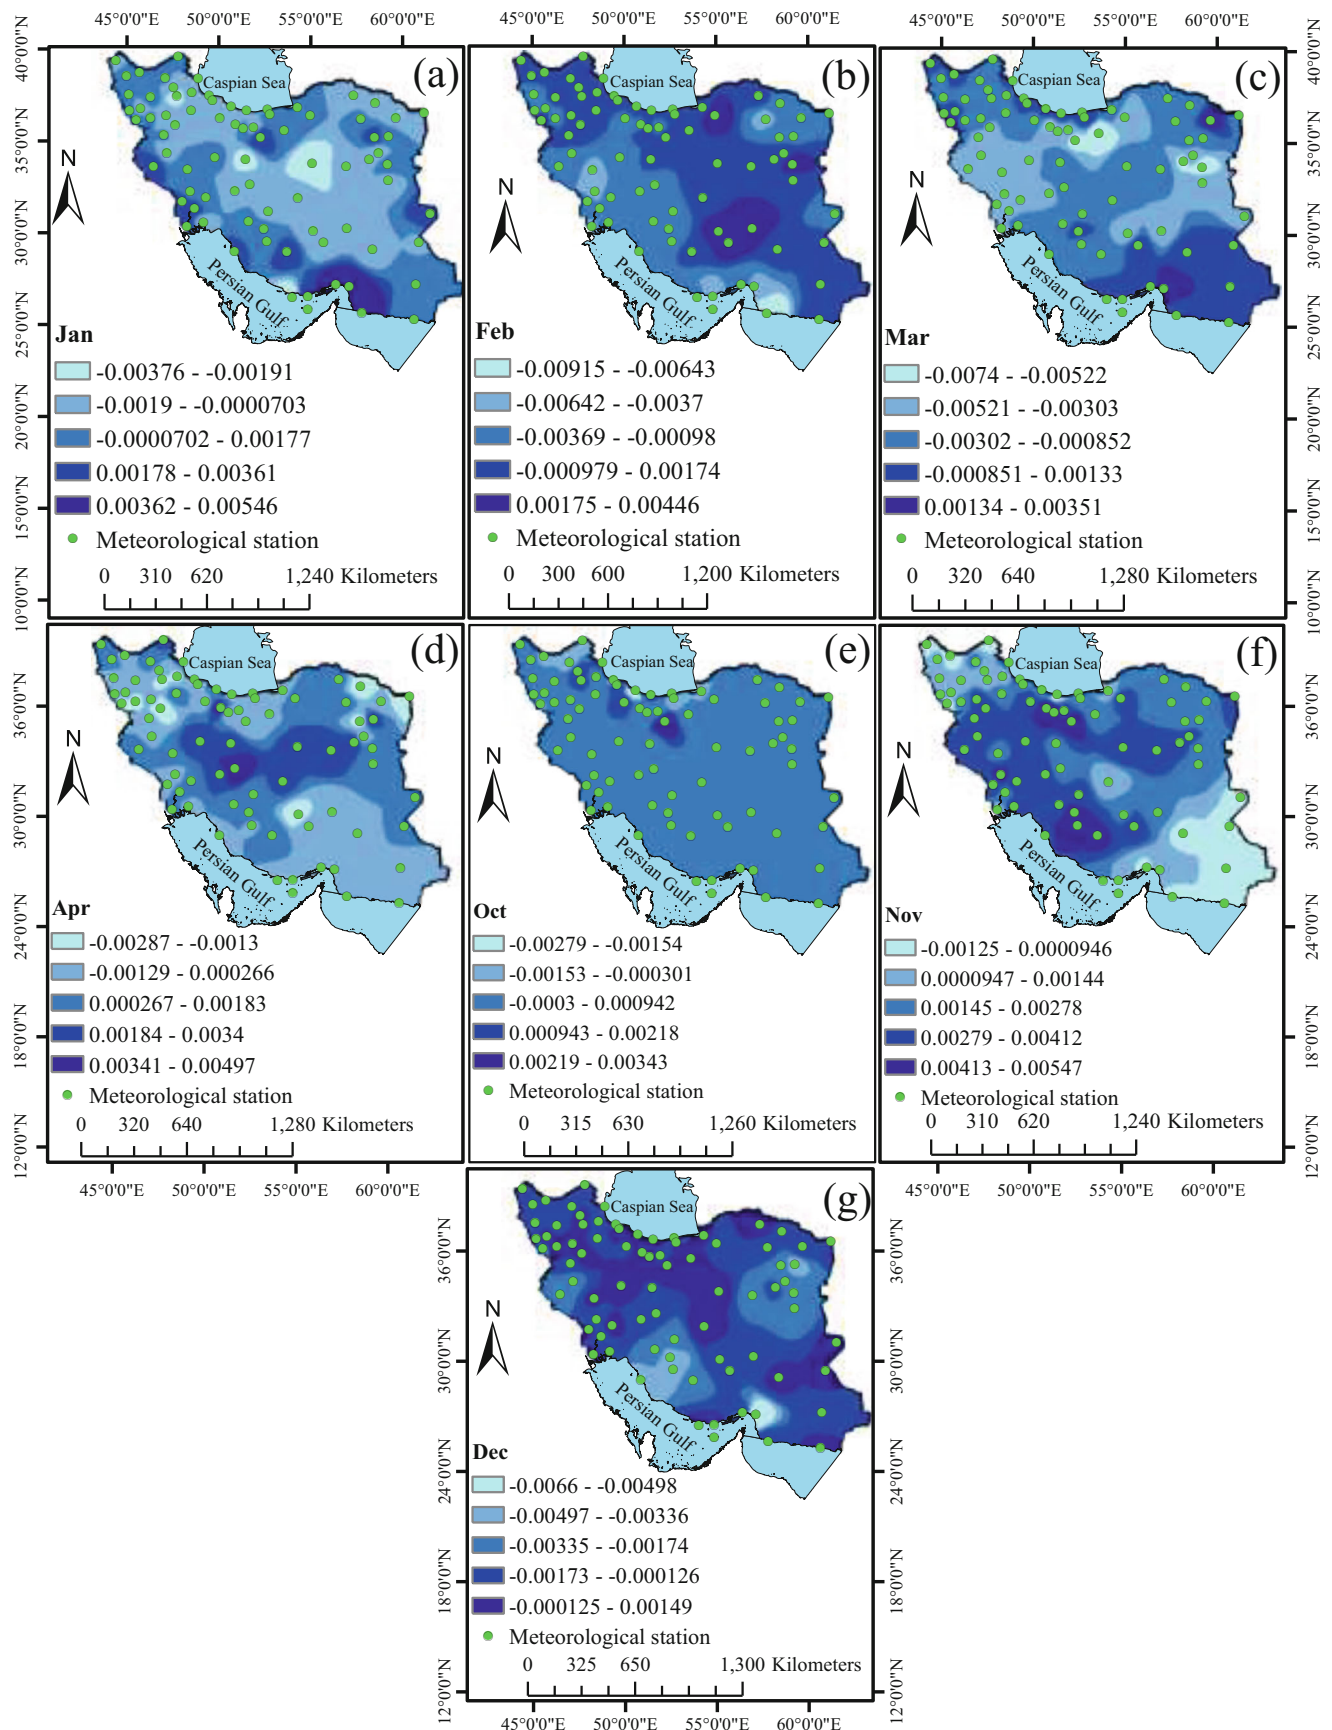 45°0'0"E 50°0'0"E 55°0'0"E 60°0'0"E
45°0'0"E 50°0'0"E 55°0'0"E 60°0'0"E
45°0'0"E 50°0'0"E 55°0'0"E 60°0'0"E
40°0'0"N
35°0'0"N
30°0'0"N
25°0'0"N
20°0'0"N
15°0'0"N
10°0'0"N
(a)
Caspian Sea
N
Persian Gulf
Jan
-0.00376 - -0.00191
-0.0019 - -0.0000703
-0.0000702 - 0.00177
0.00178 - 0.00361
0.00362 - 0.00546
Meteorological station
0 310 620 1,240 Kilometers
(b)
Caspian Sea
N
Persian Gulf
Feb
-0.00915 - -0.00643
-0.00642 - -0.0037
-0.00369 - -0.00098
-0.000979 - 0.00174
0.00175 - 0.00446
Meteorological station
0 300 600 1,200 Kilometers
(c)
Caspian Sea
N
Persian Gulf
Mar
-0.0074 - -0.00522
-0.00521 - -0.00303
-0.00302 - -0.000852
-0.000851 - 0.00133
0.00134 - 0.00351
Meteorological station
0 320 640 1,280 Kilometers
40°0'0"N
35°0'0"N
30°0'0"N
25°0'0"N
20°0'0"N
15°0'0"N
10°0'0"N
36°0'0"N
30°0'0"N
24°0'0"N
18°0'0"N
12°0'0"N
(d)
Caspian Sea
N
Persian Gulf
Apr
-0.00287 - -0.0013
-0.00129 - 0.000266
0.000267 - 0.00183
0.00184 - 0.0034
0.00341 - 0.00497
Meteorological station
0 320 640 1,280 Kilometers
(e)
Caspian Sea
N
Persian Gulf
Oct
-0.00279 - -0.00154
-0.00153 - -0.000301
-0.0003 - 0.000942
0.000943 - 0.00218
0.00219 - 0.00343
Meteorological station
0 315 630 1,260 Kilometers
(f)
Caspian Sea
N
Persian Gulf
Nov
-0.00125 - 0.0000946
0.0000947 - 0.00144
0.00145 - 0.00278
0.00279 - 0.00412
0.00413 - 0.00547
Meteorological station
0 310 620 1,240 Kilometers
36°0'0"N
30°0'0"N
24°0'0"N
18°0'0"N
12°0'0"N
45°0'0"E 50°0'0"E 55°0'0"E 60°0'0"E
45°0'0"E 50°0'0"E 55°0'0"E 60°0'0"E
36°0'0"N
30°0'0"N
24°0'0"N
18°0'0"N
12°0'0"N
(g)
Caspian Sea
N
Persian Gulf
Dec
-0.0066 - -0.00498
-0.00497 - -0.00336
-0.00335 - -0.00174
-0.00173 - -0.000126
-0.000125 - 0.00149
Meteorological station
0 325 650 1,300 Kilometers
36°0'0"N
30°0'0"N
24°0'0"N
18°0'0"N
12°0'0"N
45°0'0"E 50°0'0"E 55°0'0"E 60°0'0"E